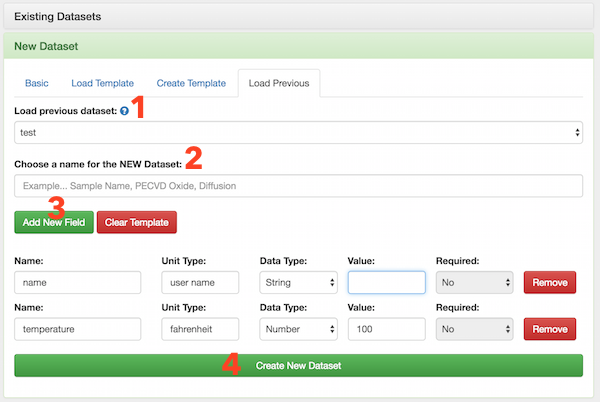 Existing Datasets
New Dataset
Basic Load Template Create Template Load Previous
Load previous dataset: ? 1
test
Choose a name for the NEW Dataset: 2
Example... Sample Name, PECVD Oxide, Diffusion
3
Add New Field Clear Template
Name: Unit Type: Data Type: Value: Required:
name user name String No Remove
Name: Unit Type: Data Type: Value: Required:
temperature fahrenheit Number 100 No Remove
4 Create New Dataset